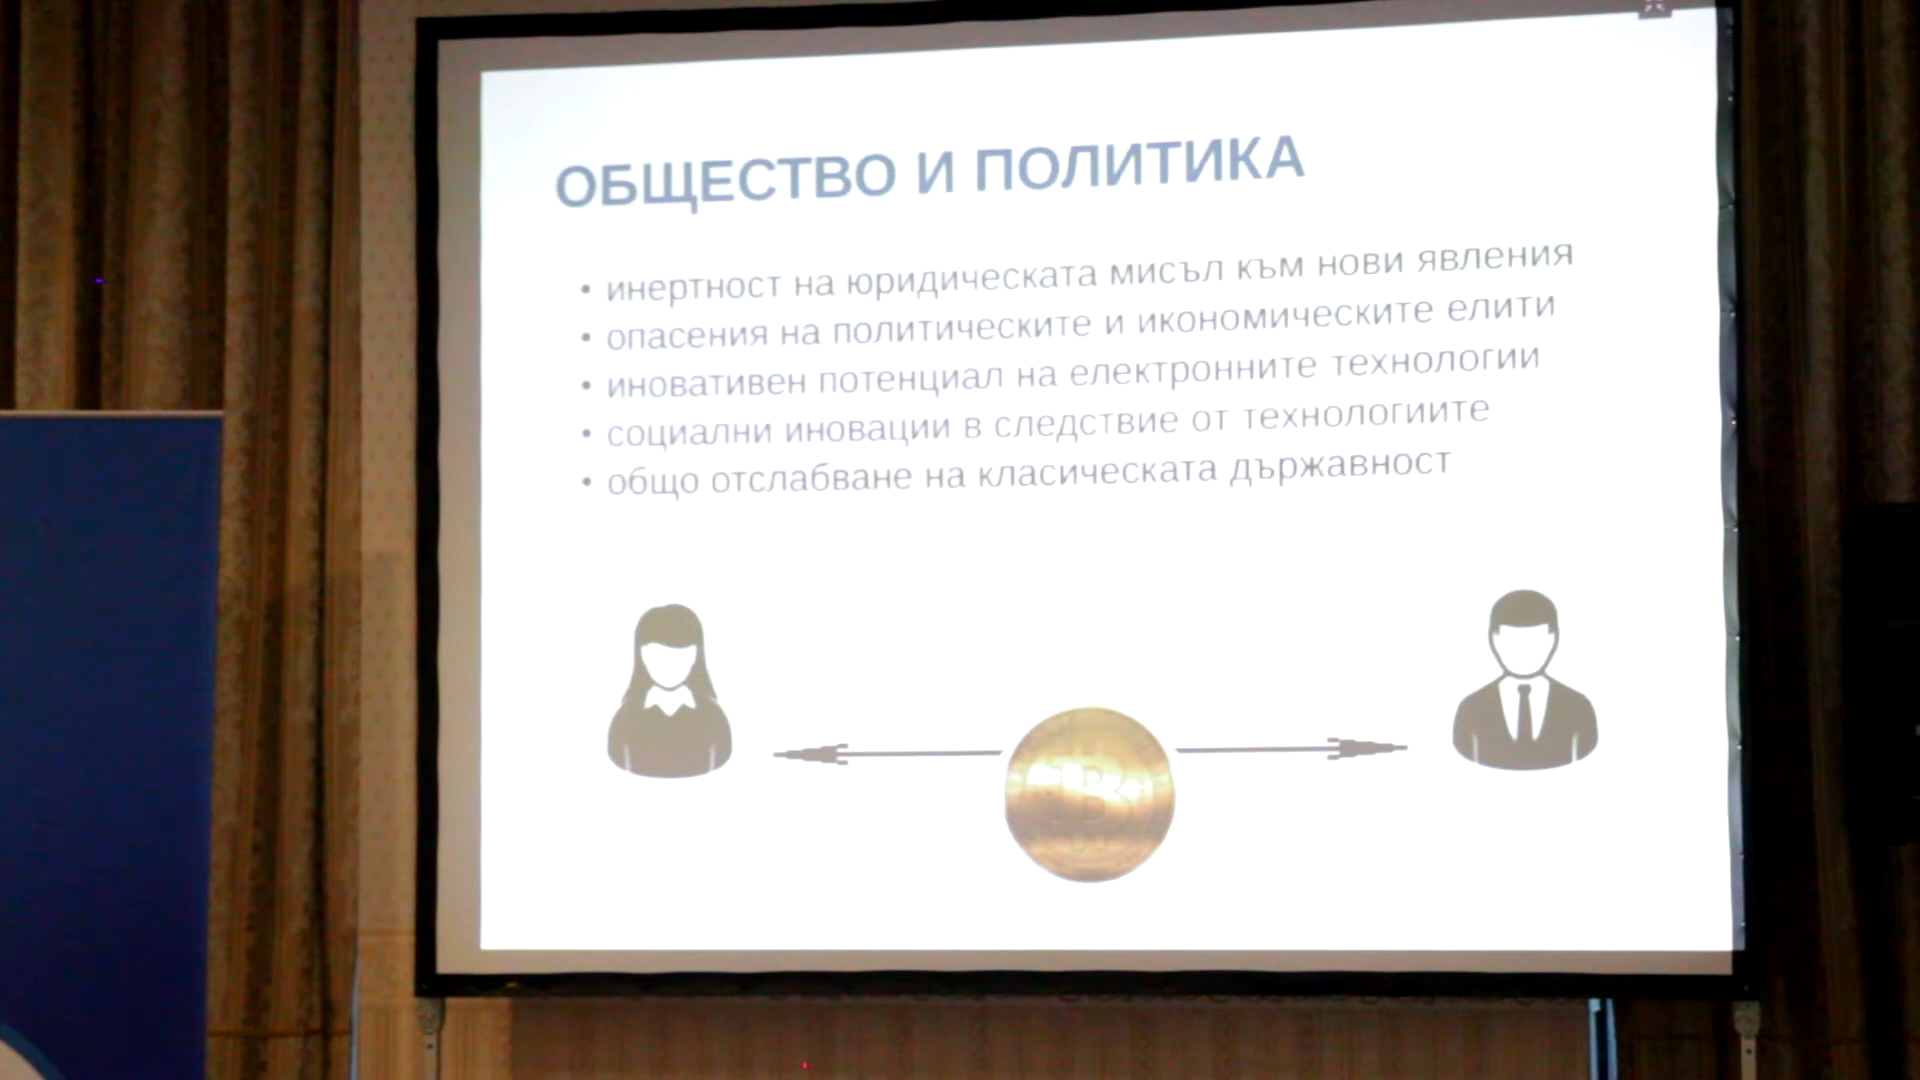 ОБЩЕСТВО И ПОЛИТИКА
• инертност на юридическата мисъл към нови явления
• опасения на политическите и икономическите елити
• иновативен потенциал на електронните технологии
• социални иновации в следствие от технологиите
• общо отслабване на класическата държавност
B